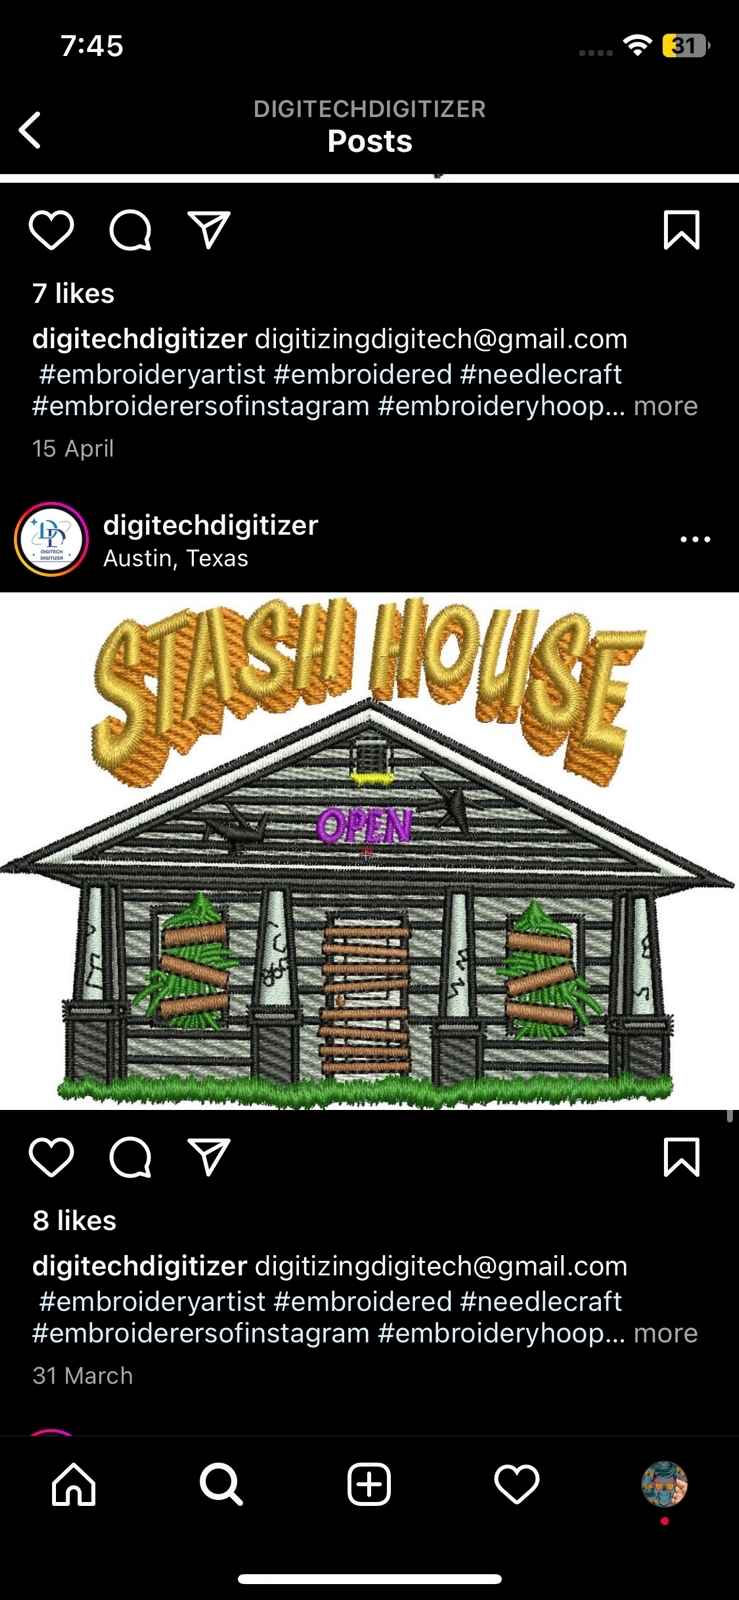 7:45
31
DIGITECHDIGITIZER
Posts
7 likes
digitechdigitizer digitizingdigitech@gmail.com
#embroideryartist #embroidered #needlecraft
#embroiderersofinstagram #embroideryhoop... more
15 April
digitechdigitizer
Austin, Texas
DIGITECH
DIGITIZER
STASH HOUSE
OPEN
8 likes
digitechdigitizer digitizingdigitech@gmail.com
#embroideryartist #embroidered #needlecraft
#embroiderersofinstagram #embroideryhoop... more
31 March